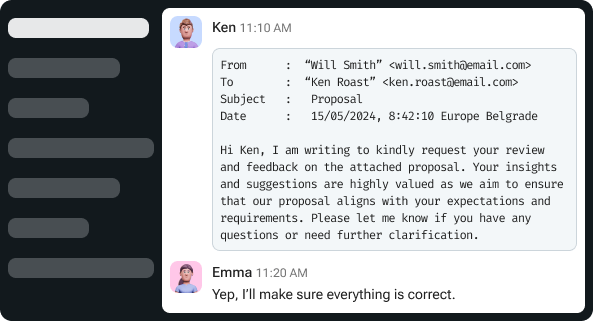 Ken 11:10 AM
From : “Will Smith” <will.smith@email.com>
To : “Ken Roast” <ken.roast@email.com>
Subject : Proposal
Date : 15/05/2024, 8:42:10 Europe Belgrade
Hi Ken, I am writing to kindly request your review
and feedback on the attached proposal. Your insights
and suggestions are highly valued as we aim to ensure
that our proposal aligns with your expectations and
requirements. Please let me know if you have any
questions or need further clarification.
Emma 11:20 AM
Yep, I’ll make sure everything is correct.